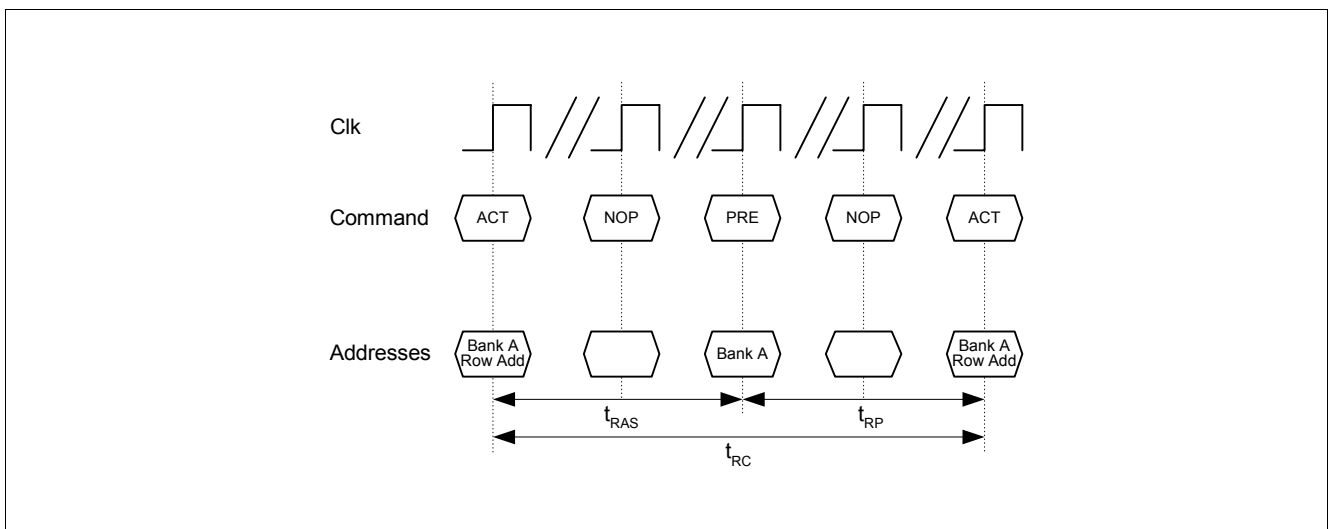 Clk
Command
ACT
NOP
PRE
NOP
ACT
Addresses
Bank A
Row Add
Bank A
Bank A
Row Add
tRAS
tRP
tRC